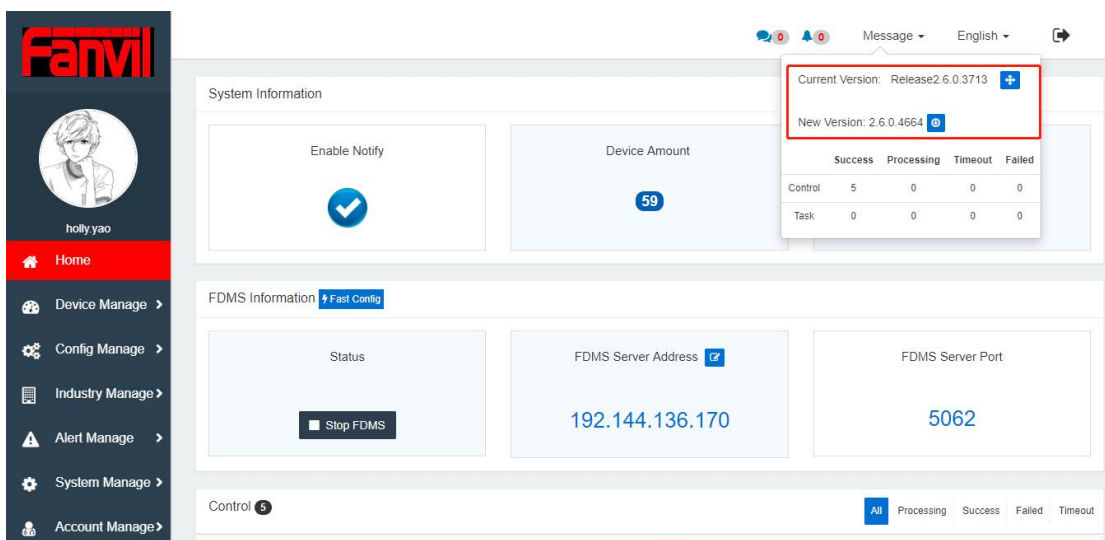 Fanvil
0 0 Message English
Current Version: Release2.6.0.3713
New Version: 2.6.0.4664
Success Processing Timeout Failed
Control 5 0 0 0
Task 0 0 0 0
holly.yao
Home
Device Manage
Config Manage
Industry Manage
Alert Manage
System Manage
Account Manage
System Information
Enable Notify
Device Amount
59
FDMS Information Fast Config
Status
FDMS Server Address
FDMS Server Port
Stop FDMS
192.144.136.170
5062
Control 5
All Processing Success Failed Timeout